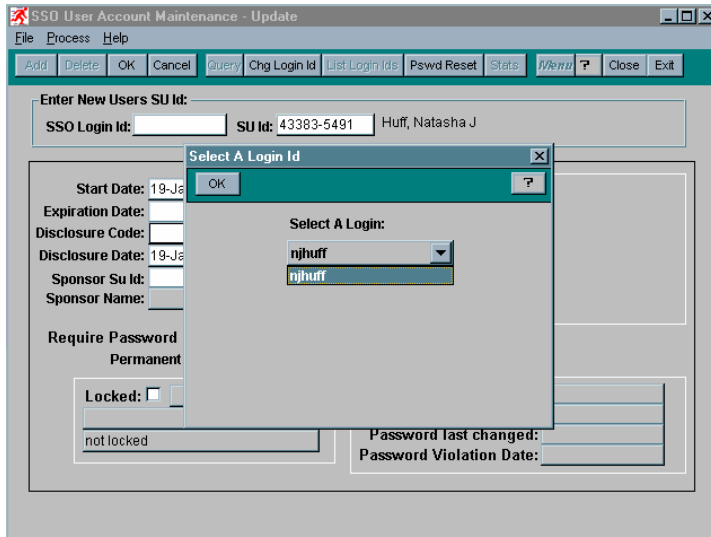 SSO User Account Maintenance - Update
File Process Help
Add Delete OK Cancel Query Chg Login Id List Login Ids Pswd Reset Stats Menu ? Close Exit
Enter New Users SU Id:
SSO Login Id: SU Id: 43383-5491 Huff, Natasha J
Select A Login Id
OK ?
Start Date: 19-Ja
Expiration Date:
Disclosure Code:
Disclosure Date: 19-Ja
Sponsor Su Id:
Sponsor Name:
Select A Login:
njhuff
njhuff
Require Password
Permanent
Locked:
not locked
Password last changed:
Password Violation Date: